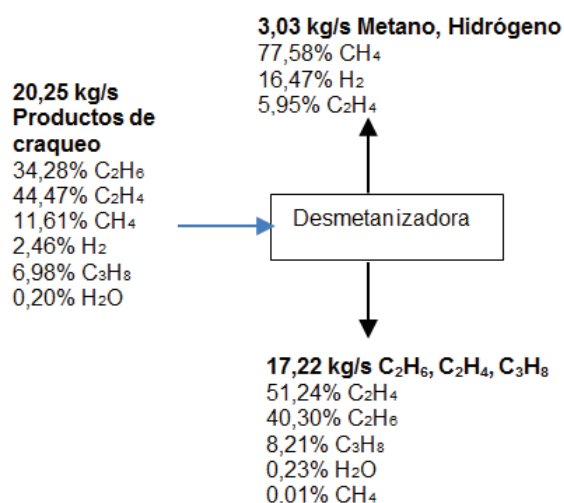 3,03 kg/s Metano, Hidrógeno
77,58% CH₄
16,47% H₂
5,95% C₂H₄
20,25 kg/s
Productos de
craqueo
34,28% C₂H₆
44,47% C₂H₄
11,61% CH₄
2,46% H₂
6,98% C₃H₈
0,20% H₂O
Desmetanizadora
17,22 kg/s C₂H₆, C₂H₄, C₃H₈
51,24% C₂H₄
40,30% C₂H₆
8,21% C₃H₈
0,23% H₂O
0,01% CH₄